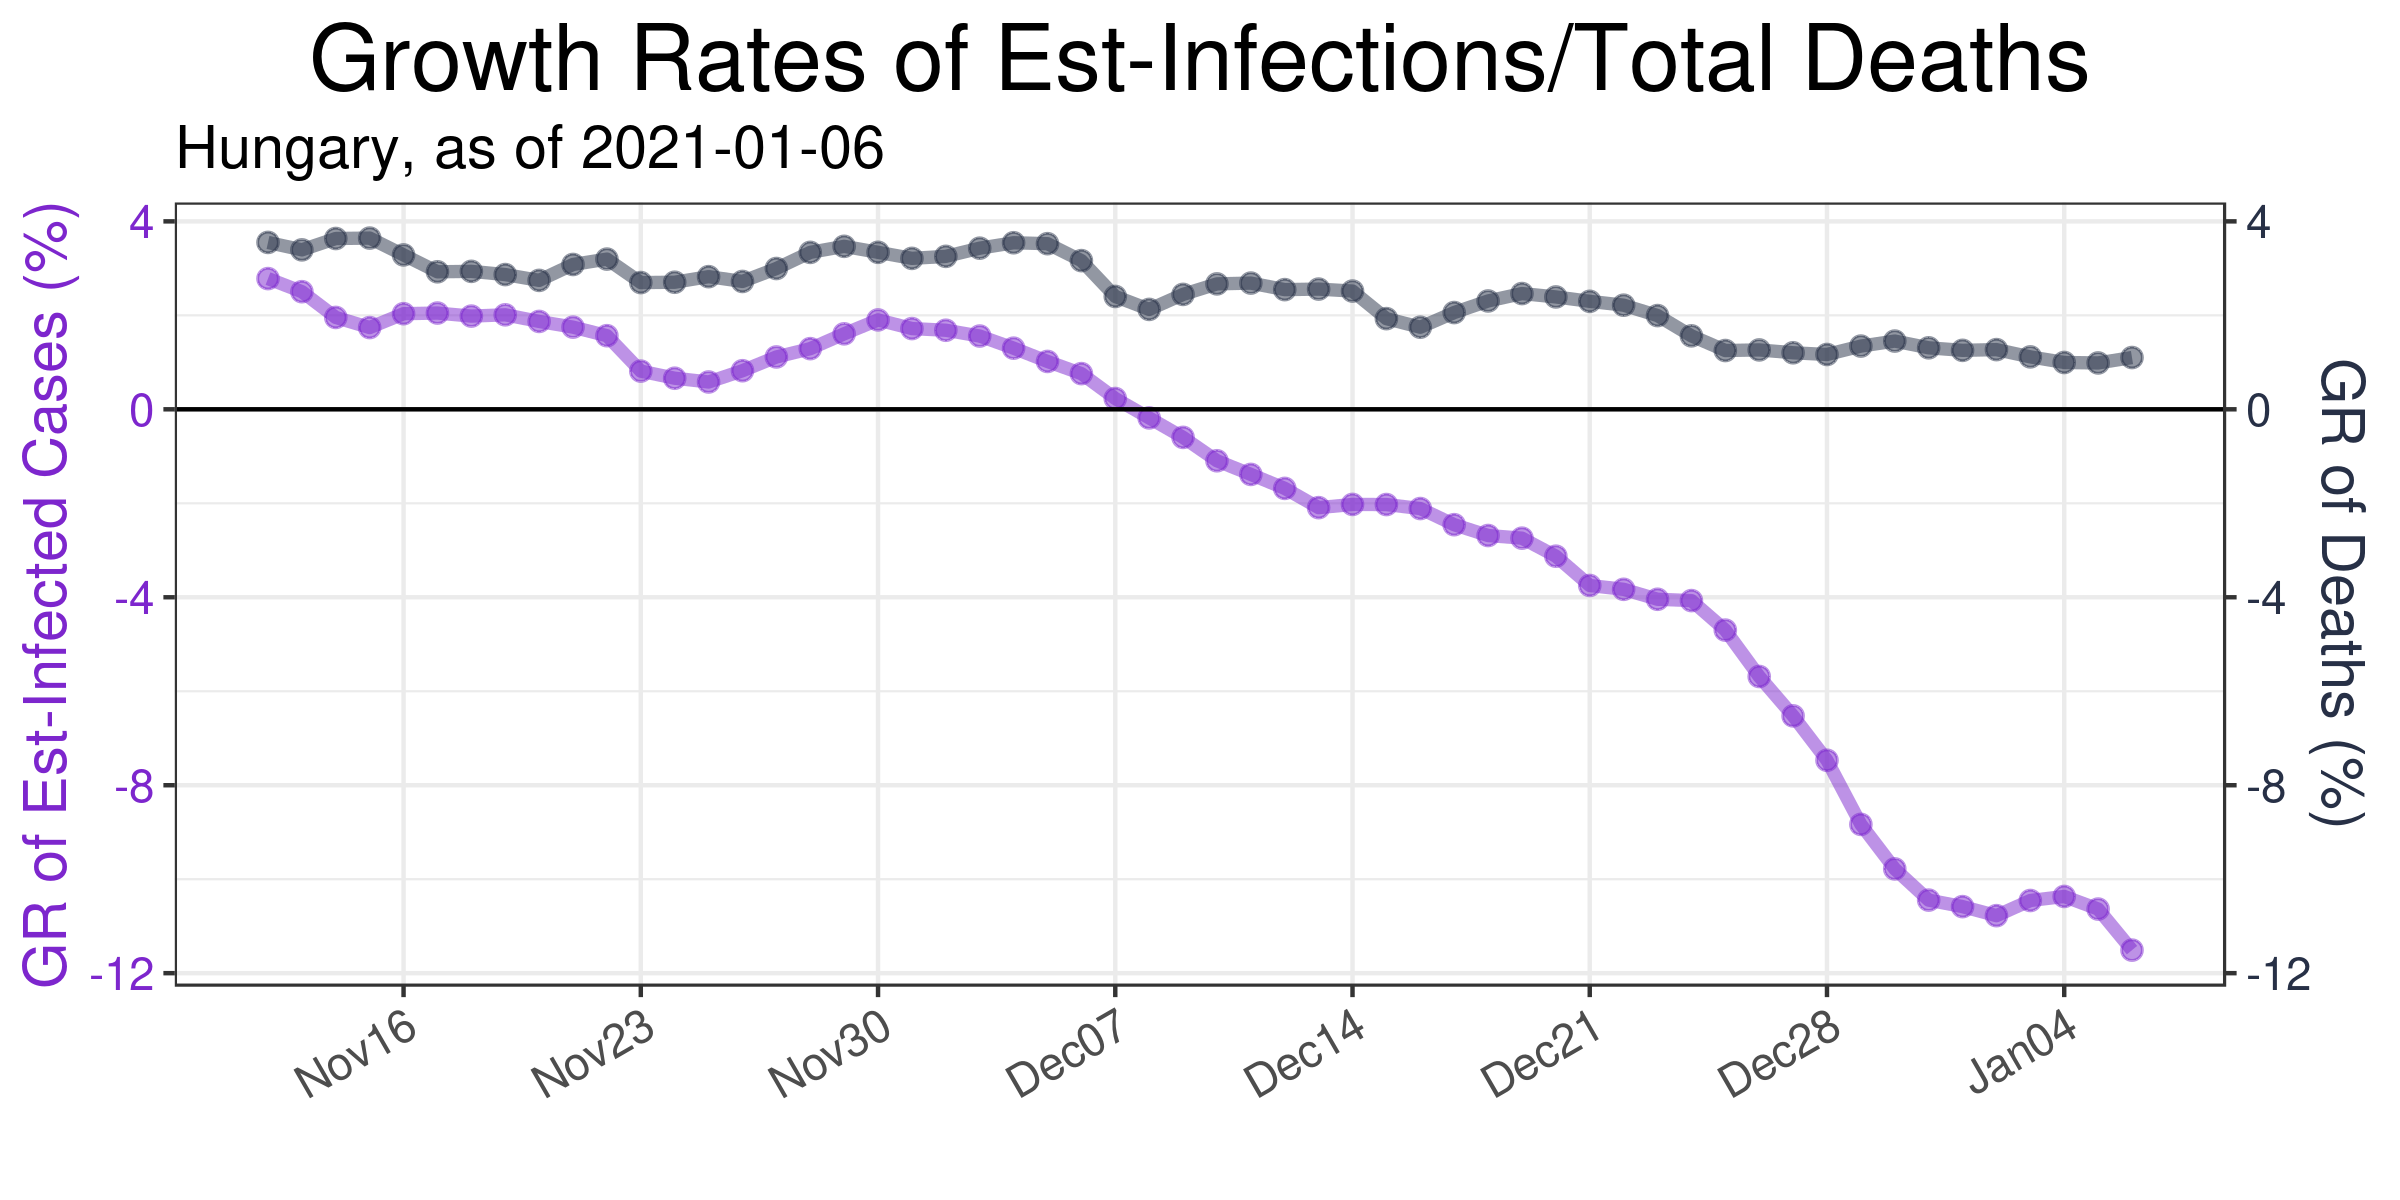 Growth Rates of Est-Infections/Total Deaths
Hungary, as of 2021-01-06
GR of Est-Infected Cases (%)
4
0
-4
-8
-12
4
0
-4
-8
-12
GR of Deaths (%)
Nov16
Nov23
Nov30
Dec07
Dec14
Dec21
Dec28
Jan04